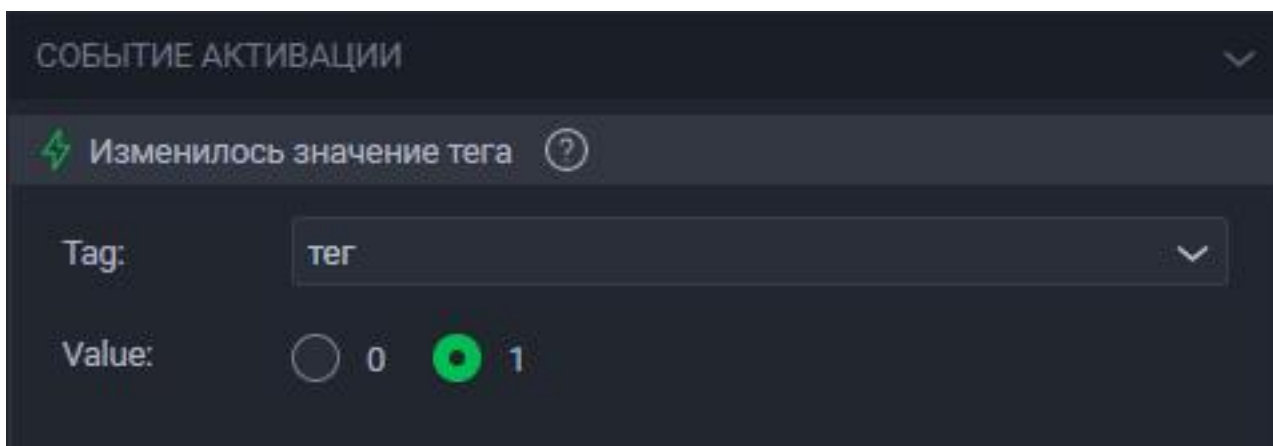 СОБЫТИЕ АКТИВАЦИИ
Изменилось значение тега ?
Tag: тег
Value: 0 1